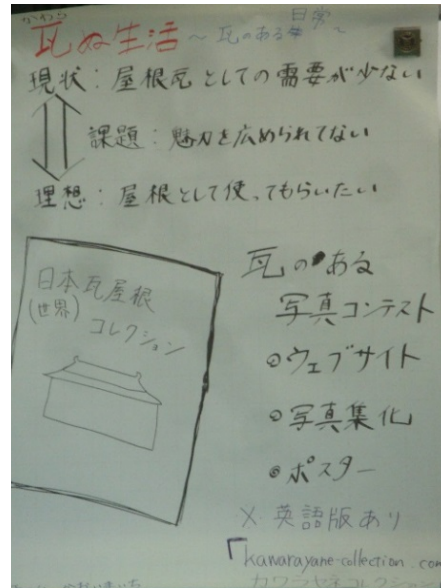 かわら
瓦ぬ生活 ~瓦のある日常~
現状:屋根瓦としての需要が少ない
課題:魅力を広められてない
理想:屋根として使ってもらいたい
日本瓦屋根
(世界)
コレクション
瓦のある
写真コンテスト
◎ウェブサイト
◎写真集化
◎ポスター
※英語版あり
「kawarayane-collection.com
カワラヤネコレクション